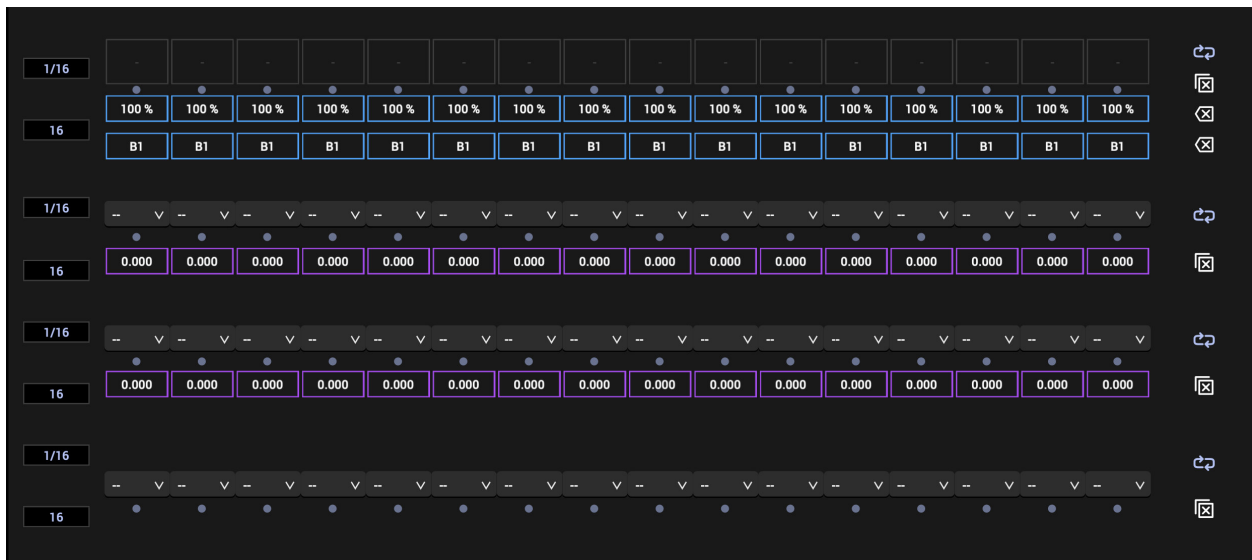 1/16
- - - - - - - - - - - - - - - -
100 % 100 % 100 % 100 % 100 % 100 % 100 % 100 % 100 % 100 % 100 % 100 % 100 % 100 % 100 % 100 %
16
B1 B1 B1 B1 B1 B1 B1 B1 B1 B1 B1 B1 B1 B1 B1 B1
1/16
-- -- -- -- -- -- -- -- -- -- -- -- -- -- -- --
0.000 0.000 0.000 0.000 0.000 0.000 0.000 0.000 0.000 0.000 0.000 0.000 0.000 0.000 0.000 0.000
16
1/16
-- -- -- -- -- -- -- -- -- -- -- -- -- -- -- --
0.000 0.000 0.000 0.000 0.000 0.000 0.000 0.000 0.000 0.000 0.000 0.000 0.000 0.000 0.000 0.000
16
1/16
-- -- -- -- -- -- -- -- -- -- -- -- -- -- -- --
16